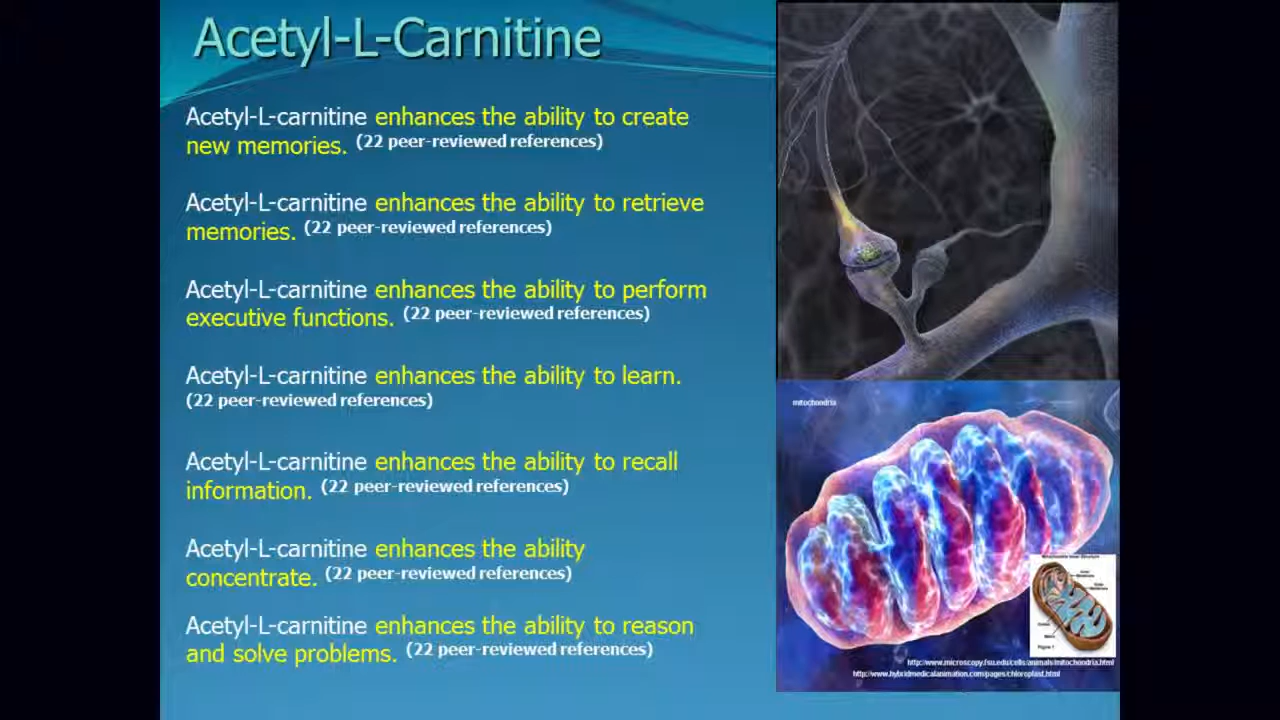 Acetyl-L-Carnitine
Acetyl-L-carnitine enhances the ability to create
new memories. (22 peer-reviewed references)
Acetyl-L-carnitine enhances the ability to retrieve
memories. (22 peer-reviewed references)
Acetyl-L-carnitine enhances the ability to perform
executive functions. (22 peer-reviewed references)
Acetyl-L-carnitine enhances the ability to learn.
(22 peer-reviewed references)
Acetyl-L-carnitine enhances the ability to recall
information. (22 peer-reviewed references)
Acetyl-L-carnitine enhances the ability
concentrate. (22 peer-reviewed references)
Acetyl-L-carnitine enhances the ability to reason
and solve problems. (22 peer-reviewed references)
mitochondria
Figure 1
http://www.microscopy.fsu.edu/cells/animals/mitochondria.html
http://www.hybridmedicalanimation.com/pages/chloroplast.html